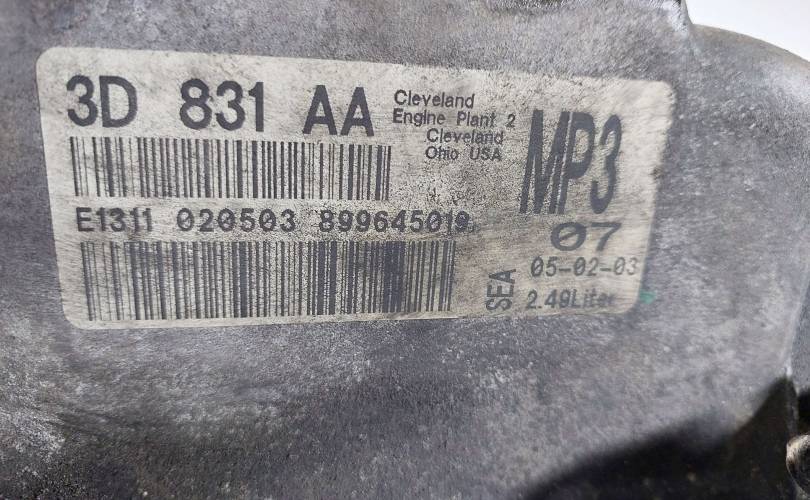 3D 831 AA
Cleveland
Engine Plant 2
Cleveland
Ohio USA
MP3
07
E1311 020503 899645019
05-02-03
SEA
2.49Liter